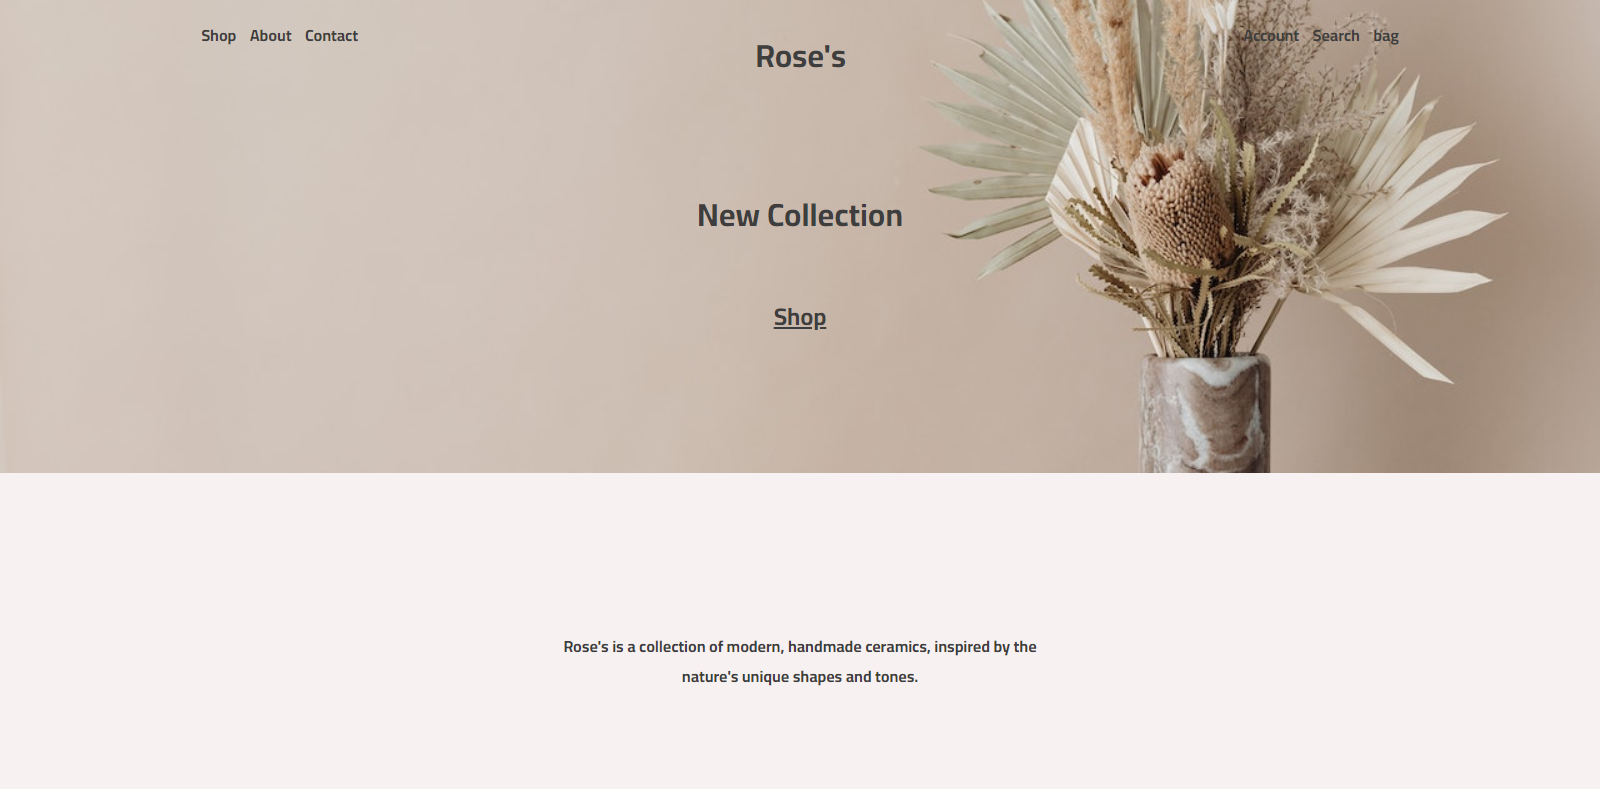 Shop About Contact
Rose's
Account Search bag
New Collection
Shop
Rose's is a collection of modern, handmade ceramics, inspired by the
nature's unique shapes and tones.